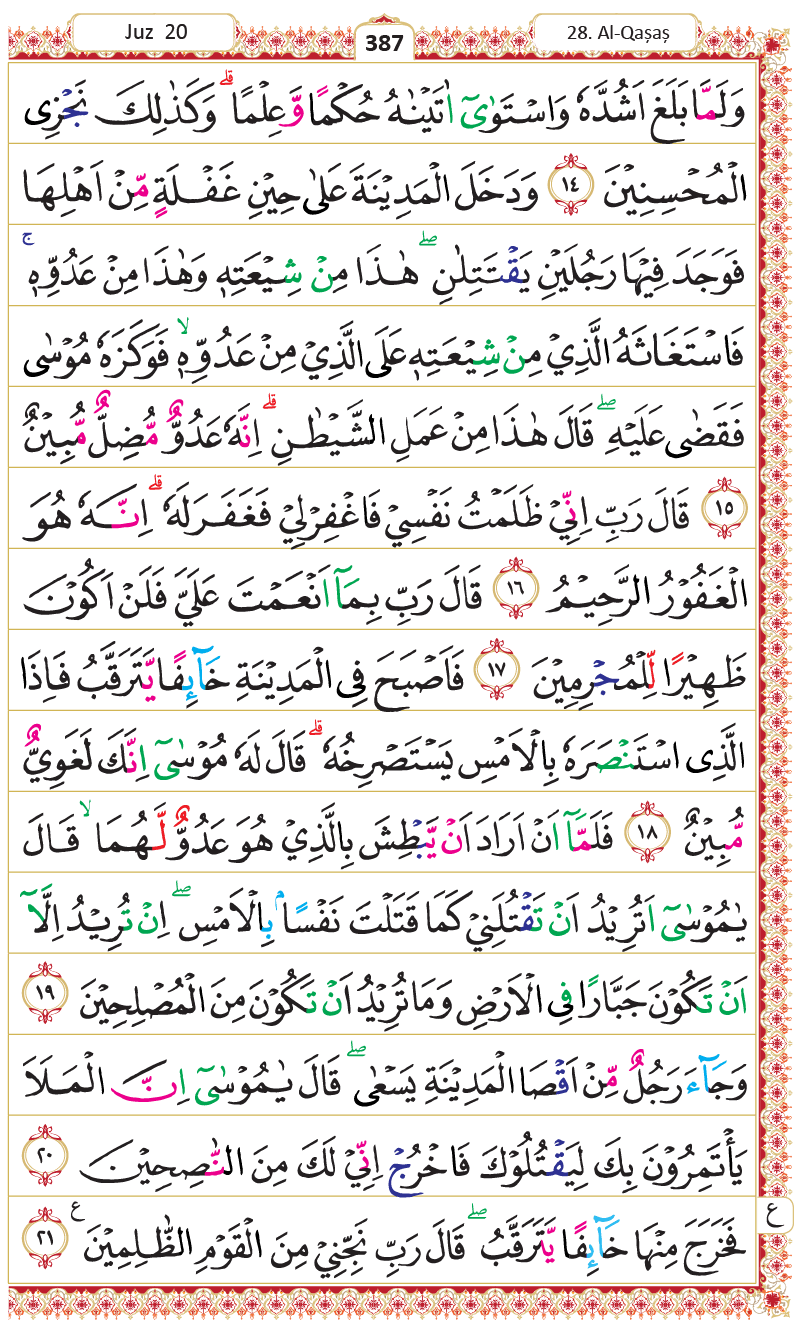 Juz 20
387
28. Al-Qaṣaṣ
وَلَمَّا بَلَغَ اَشُدَّهٗ وَاسْتَوٰىٓ اٰتَيْنٰهُ حُكْمًا وَّعِلْمًا ۗ وَكَذٰلِكَ نَجْزِى
الْمُحْسِنِيْنَ ١٤ وَدَخَلَ الْمَدِيْنَةَ عَلٰى حِيْنِ غَفْلَةٍ مِّنْ اَهْلِهَا
فَوَجَدَ فِيْهَا رَجُلَيْنِ يَقْتَتِلٰنِ ۖ هٰذَا مِنْ شِيْعَتِهٖ وَهٰذَا مِنْ عَدُوِّهٖ ۚ
فَاسْتَغَاثَهُ الَّذِيْ مِنْ شِيْعَتِهٖ عَلَى الَّذِيْ مِنْ عَدُوِّهٖ ۙ فَوَكَزَهٗ مُوْسٰى
فَقَضٰى عَلَيْهِ ۖ قَالَ هٰذَا مِنْ عَمَلِ الشَّيْطٰنِ ۗ اِنَّهٗ عَدُوٌّ مُّضِلٌّ مُّبِيْنٌ
١٥ قَالَ رَبِّ اِنِّيْ ظَلَمْتُ نَفْسِيْ فَاغْفِرْ لِيْ فَغَفَرَ لَهٗ ۗ اِنَّهٗ هُوَ
الْغَفُوْرُ الرَّحِيْمُ ١٦ قَالَ رَبِّ بِمَآ اَنْعَمْتَ عَلَيَّ فَلَنْ اَكُوْنَ
ظَهِيْرًا لِّلْمُجْرِمِيْنَ ١٧ فَاَصْبَحَ فِى الْمَدِيْنَةِ خَآىِٕفًا يَّتَرَقَّبُ فَاِذَا
الَّذِى اسْتَنْصَرَهٗ بِالْاَمْسِ يَسْتَصْرِخُهٗ ۗ قَالَ لَهٗ مُوْسٰىٓ اِنَّكَ لَغَوِيٌّ
مُّبِيْنٌ ١٨ فَلَمَّآ اَنْ اَرَادَ اَنْ يَّبْطِشَ بِالَّذِيْ هُوَ عَدُوٌّ لَّهُمَا ۙ قَالَ
يٰمُوْسٰىٓ اَتُرِيْدُ اَنْ تَقْتُلَنِيْ كَمَا قَتَلْتَ نَفْسًا ۢ بِالْاَمْسِ ۖ اِنْ تُرِيْدُ اِلَّآ
اَنْ تَكُوْنَ جَبَّارًا فِى الْاَرْضِ وَمَا تُرِيْدُ اَنْ تَكُوْنَ مِنَ الْمُصْلِحِيْنَ ١٩
وَجَآءَ رَجُلٌ مِّنْ اَقْصَا الْمَدِيْنَةِ يَسْعٰى ۖ قَالَ يٰمُوْسٰىٓ اِنَّ الْمَلَاَ
يَأْتَمِرُوْنَ بِكَ لِيَقْتُلُوْكَ فَاخْرُجْ اِنِّيْ لَكَ مِنَ النّٰصِحِيْنَ ٢٠
فَخَرَجَ مِنْهَا خَآىِٕفًا يَّتَرَقَّبُ ۖ قَالَ رَبِّ نَجِّنِيْ مِنَ الْقَوْمِ الظّٰلِمِيْنَ ࣖ ٢١
ع